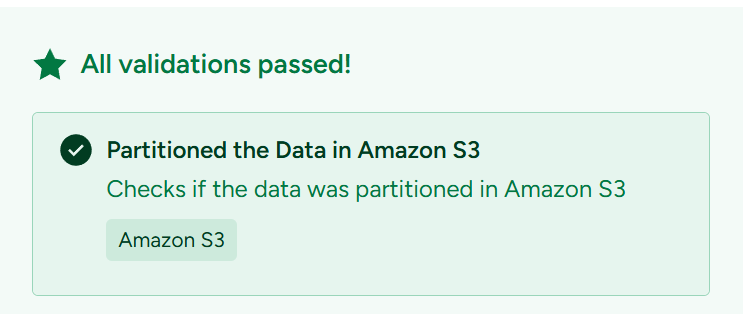 All validations passed!
Partitioned the Data in Amazon S3
Checks if the data was partitioned in Amazon S3
Amazon S3